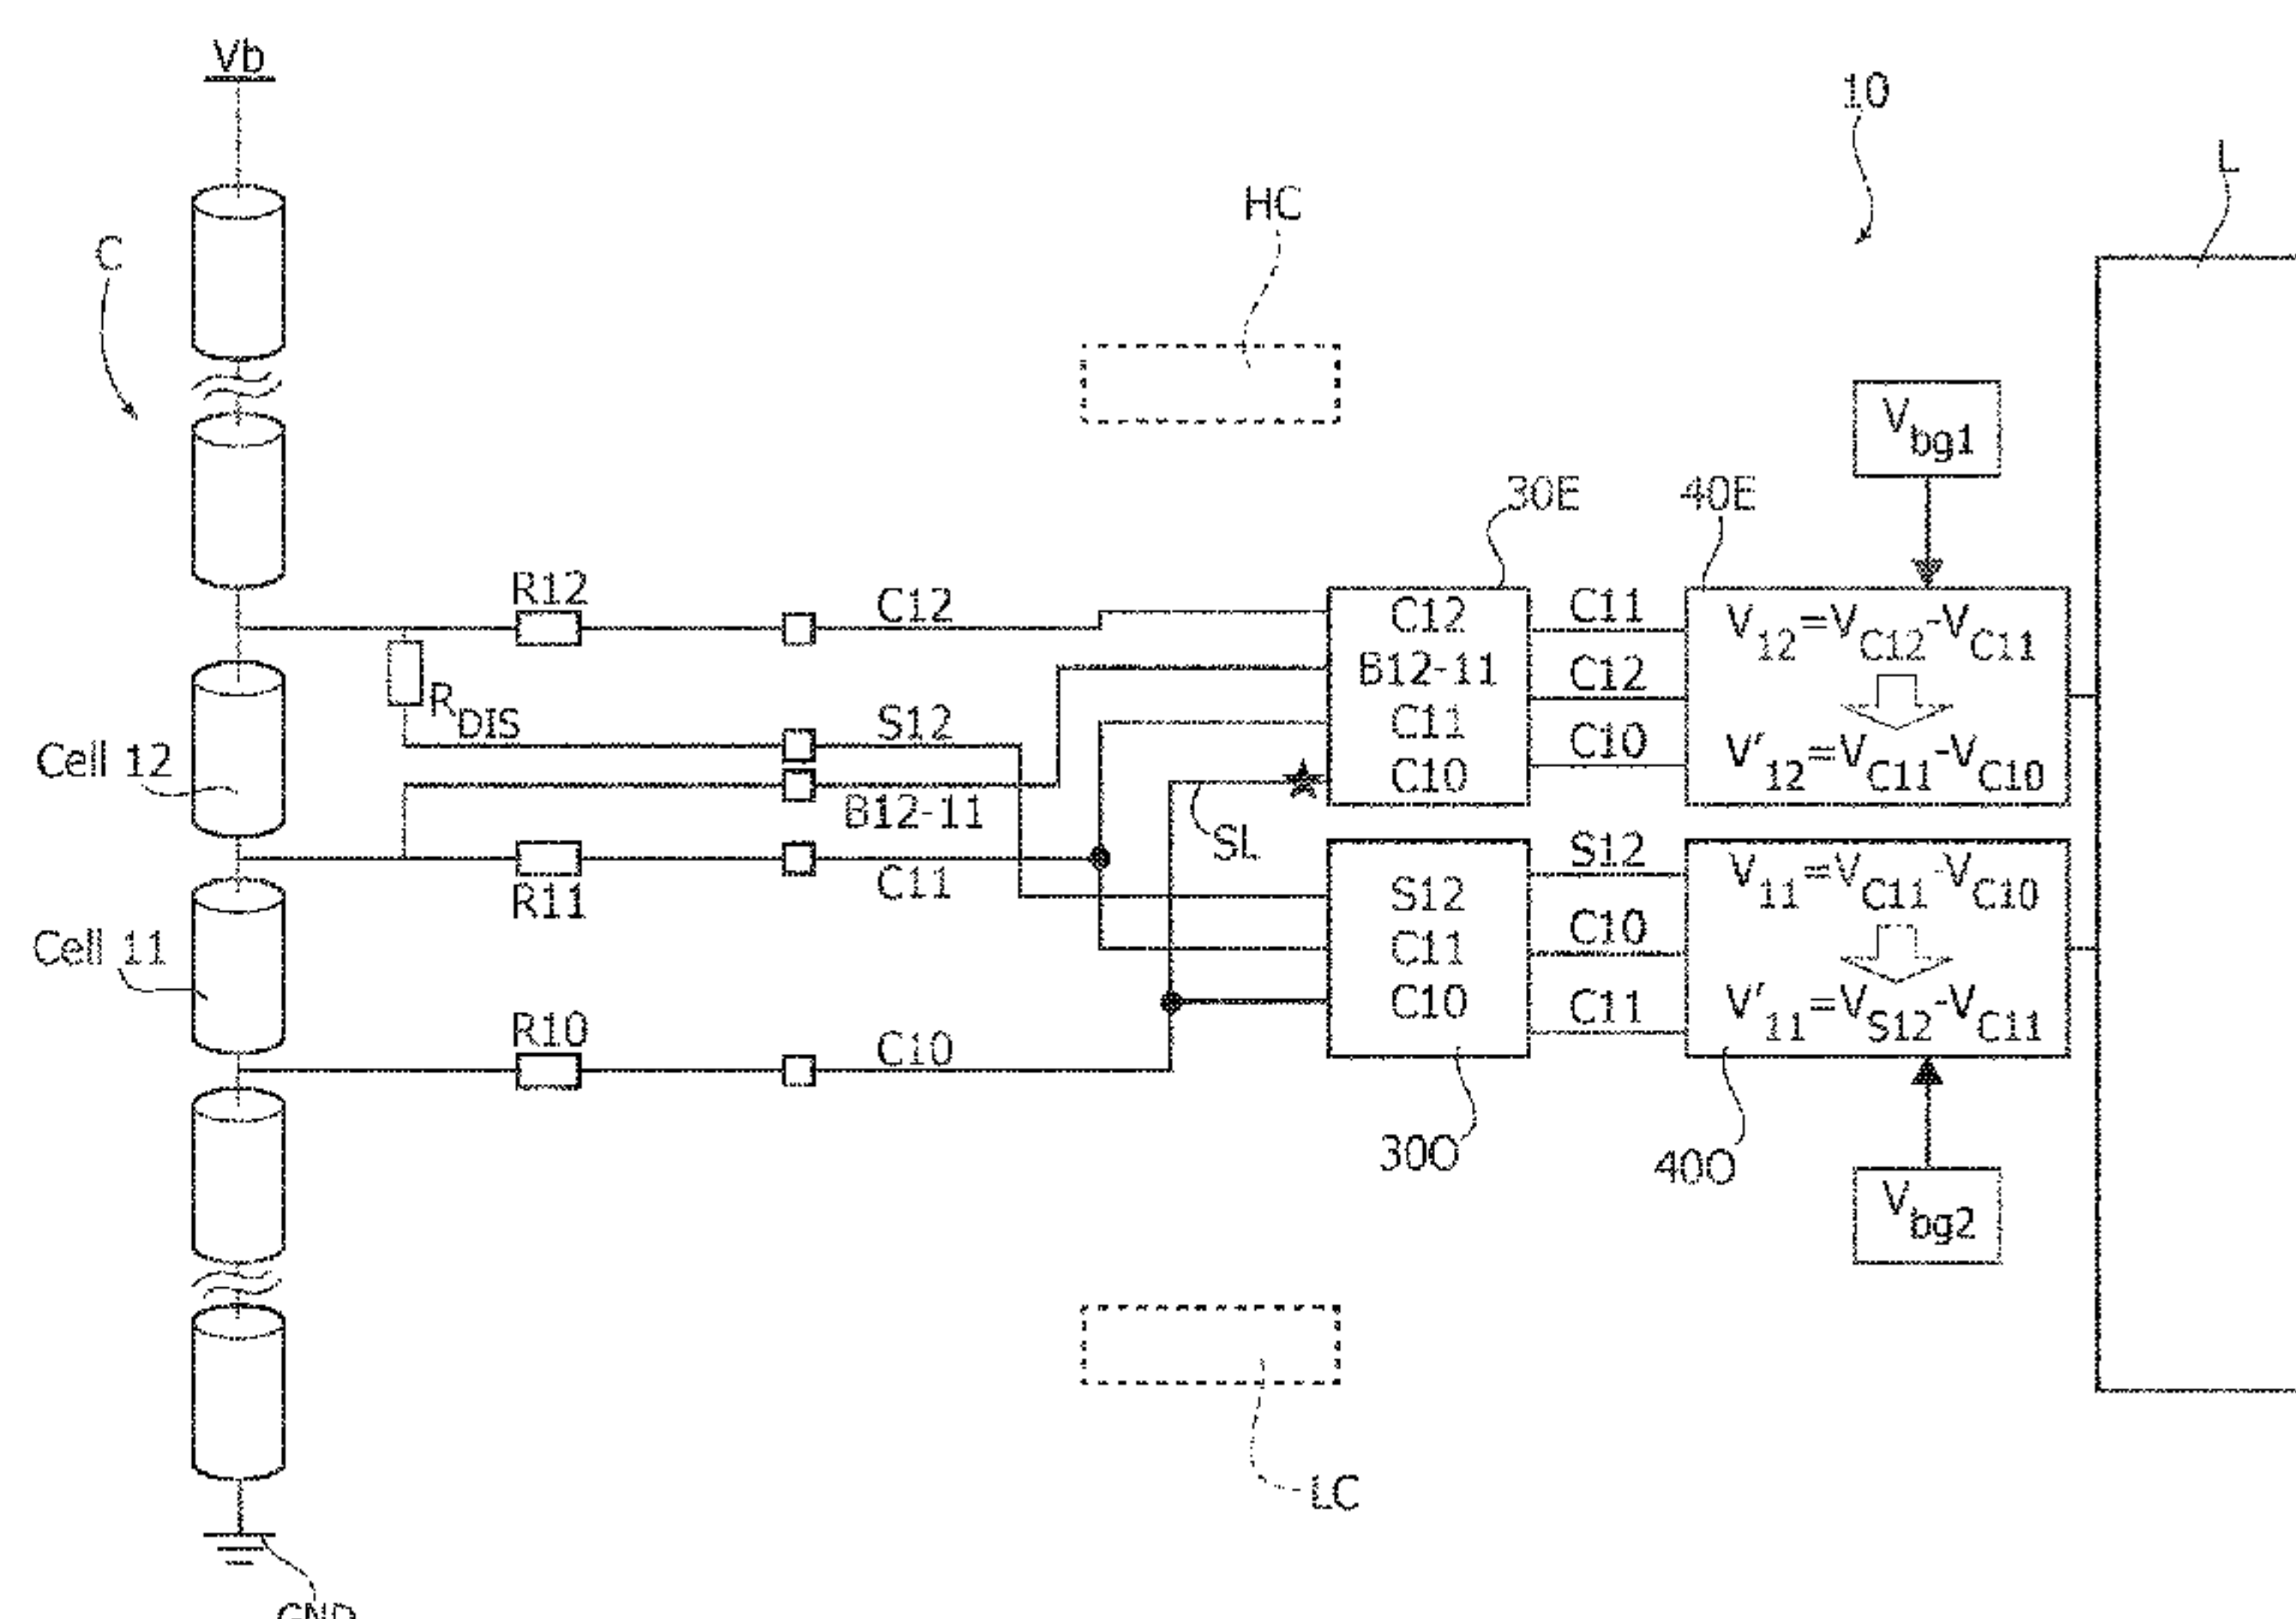 Vb
10
L
HC
C
Vbg1
30E
40E
R12
C12
C12
B12-11
C11
C10
C11
C12
C10
V12=VC12-VC11
V'12=VC11-VC10
RDIS
S12
Cell 12
B12-11
SL
R11
C11
S12
C11
C10
S12
C10
C11
V11=VC11-VC10
V'11=VS12-VC11
Cell 11
R10
C10
30O
40O
Vbg2
LC
GND